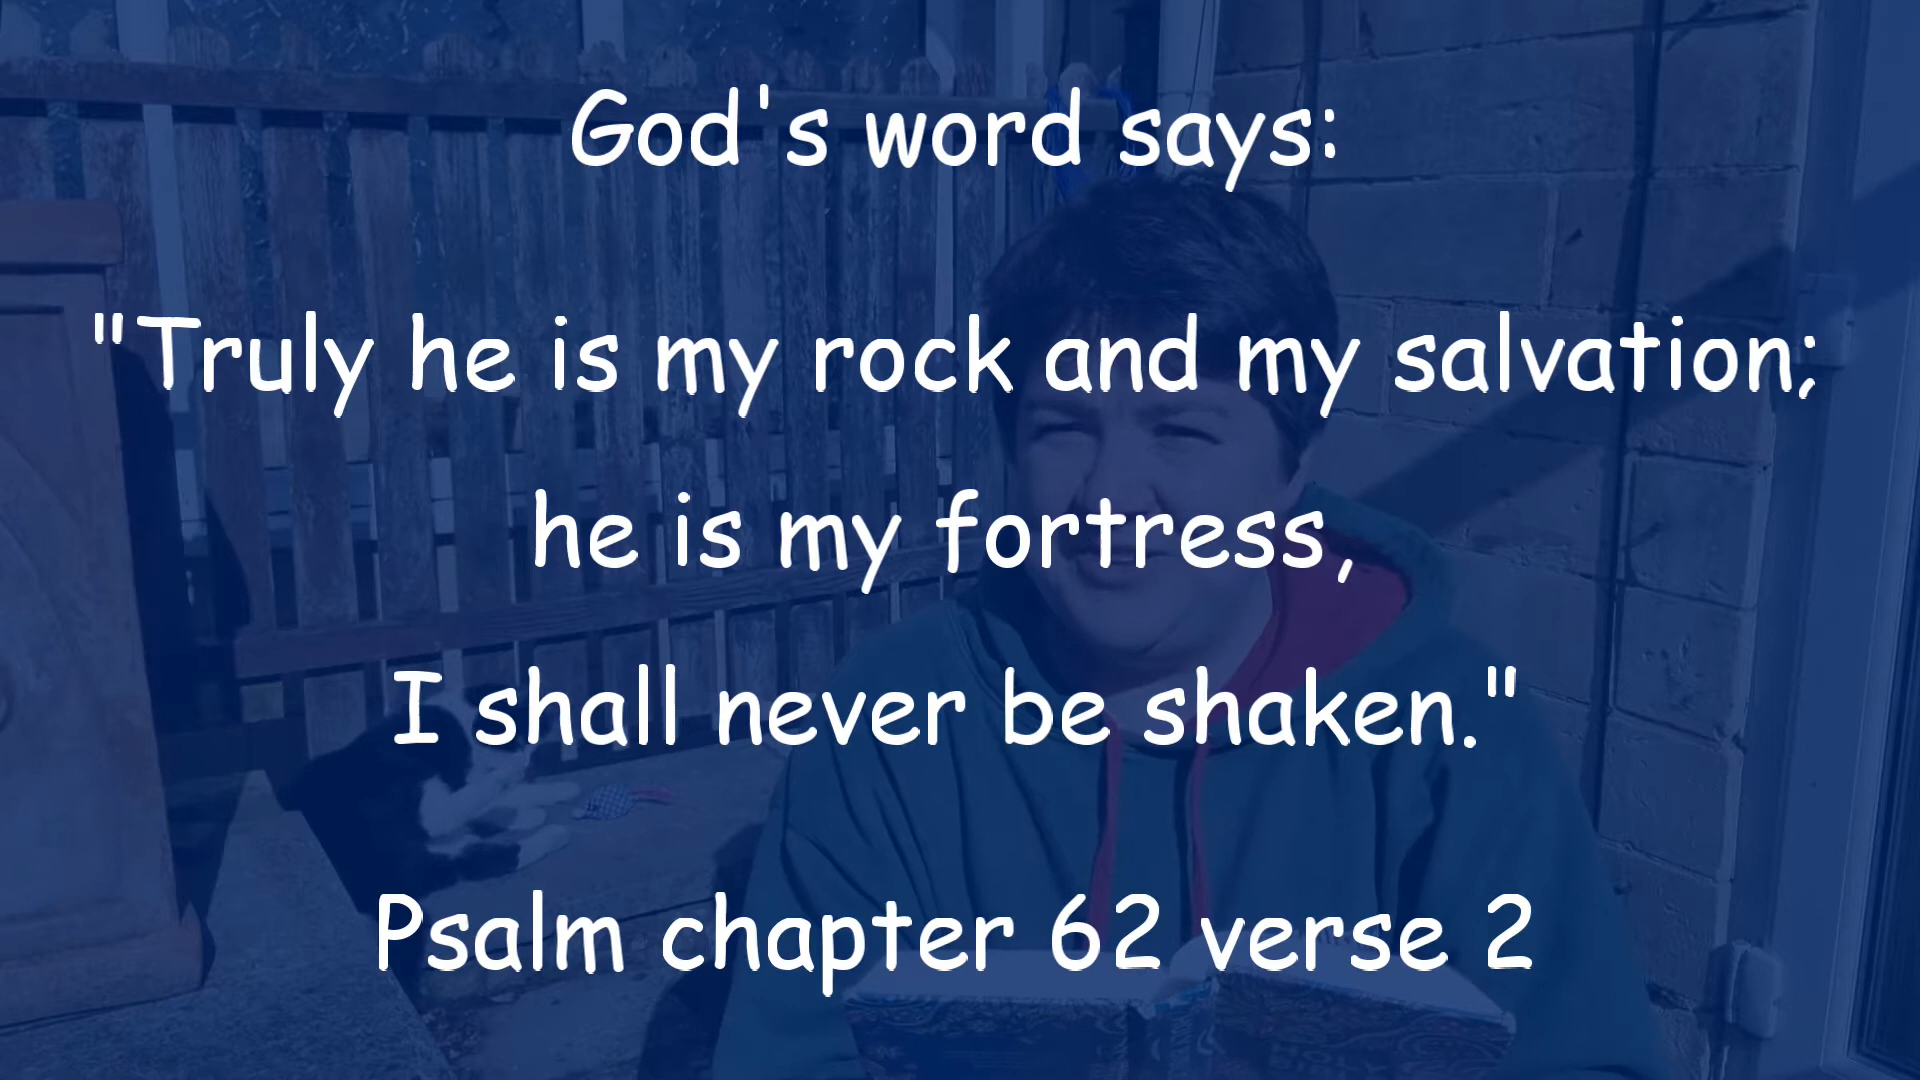 God's word says:
"Truly he is my rock and my salvation;
he is my fortress,
I shall never be shaken."
Psalm chapter 62 verse 2